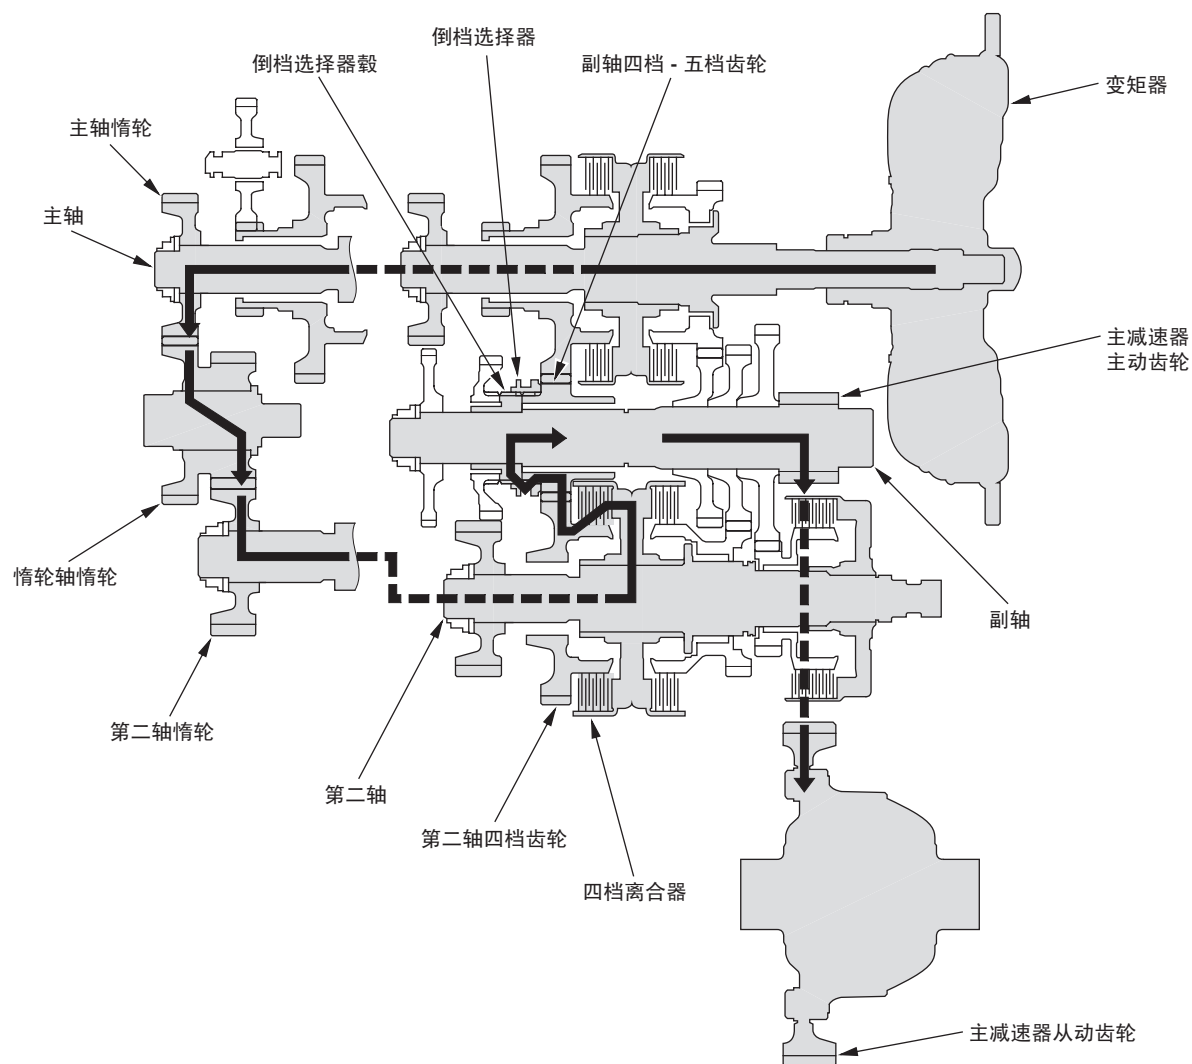 倒档选择器
倒档选择器毂
副轴四档 - 五档齿轮
变矩器
主轴惰轮
主轴
主减速器
主动齿轮
惰轮轴惰轮
副轴
第二轴惰轮
第二轴
第二轴四档齿轮
四档离合器
主减速器从动齿轮